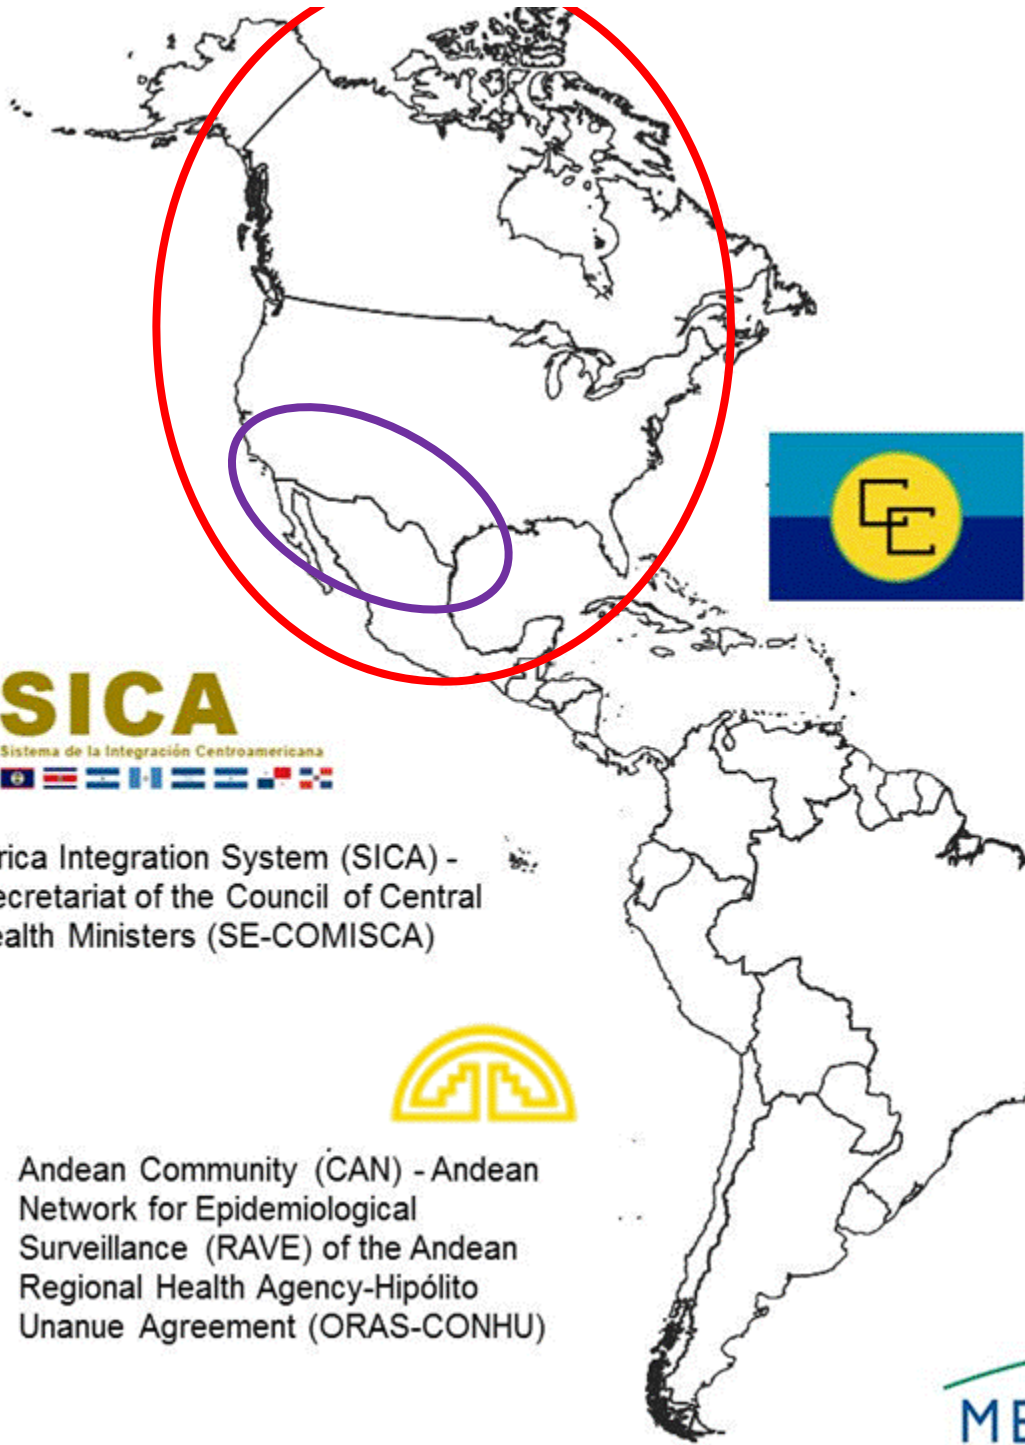 SICA
Sistema de la Integración Centroamericana
rica Integration System (SICA) -
ecretariat of the Council of Central
ealth Ministers (SE-COMISCA)
Andean Community (CAN) - Andean
Network for Epidemiological
Surveillance (RAVE) of the Andean
Regional Health Agency-Hipólito
Unanue Agreement (ORAS-CONHU)
CC
ME